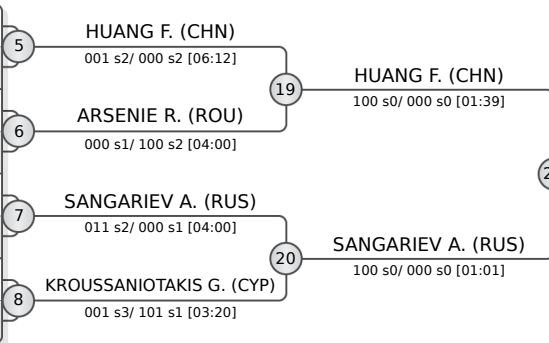 5
HUANG F. (CHN)
001 s2/ 000 s2 [06:12]
19
HUANG F. (CHN)
100 s0/ 000 s0 [01:39]
6
ARSENIE R. (ROU)
000 s1/ 100 s2 [04:00]
7
SANGARIEV A. (RUS)
011 s2/ 000 s1 [04:00]
20
SANGARIEV A. (RUS)
100 s0/ 000 s0 [01:01]
8
KROUSSANIOTAKIS G. (CYP)
001 s3/ 101 s1 [03:20]